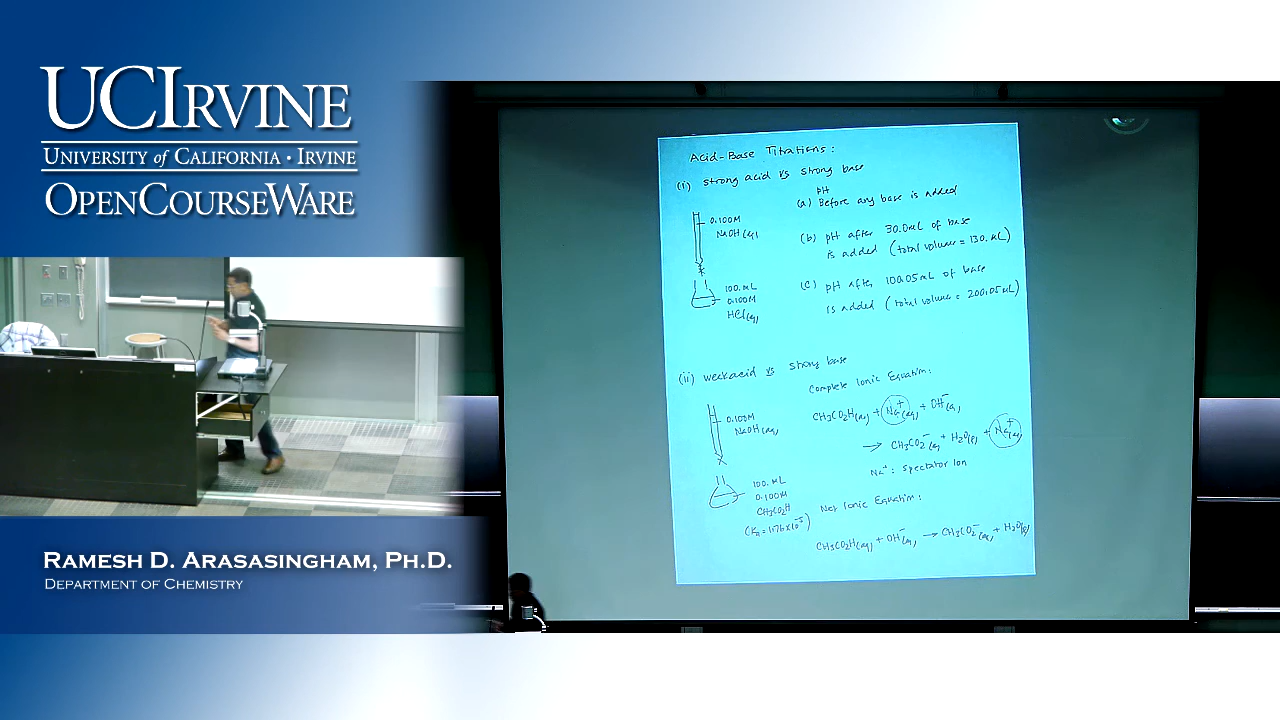 UCIRVINE
UNIVERSITY of CALIFORNIA · IRVINE
OPENCOURSEWARE
RAMESH D. ARASASINGHAM, PH.D.
DEPARTMENT OF CHEMISTRY
Acid-Base Titrations:
(i) strong acid vs strong base
0.100M
NaOH(aq)
100. mL
0.100M
HCl(aq)
pH
(a) Before any base is added
(b) pH after 30.0mL of base
is added (total volume = 130. mL)
(c) pH after 100.05mL of base
is added (total volume = 200.05mL)
(ii) weak acid vs strong base
0.100M
NaOH(aq)
100. mL
0.100M
CH3CO2H
(Ka = 1.76x10⁻⁵)
Complete Ionic Equation:
CH3CO2H(aq) + Na⁺(aq) + OH⁻(aq)
→ CH3CO2⁻(aq) + H2O(l) + Na⁺(aq)
Na⁺: spectator Ion
Net Ionic Equation:
CH3CO2H(aq) + OH⁻(aq) → CH3CO2⁻(aq) + H2O(l)